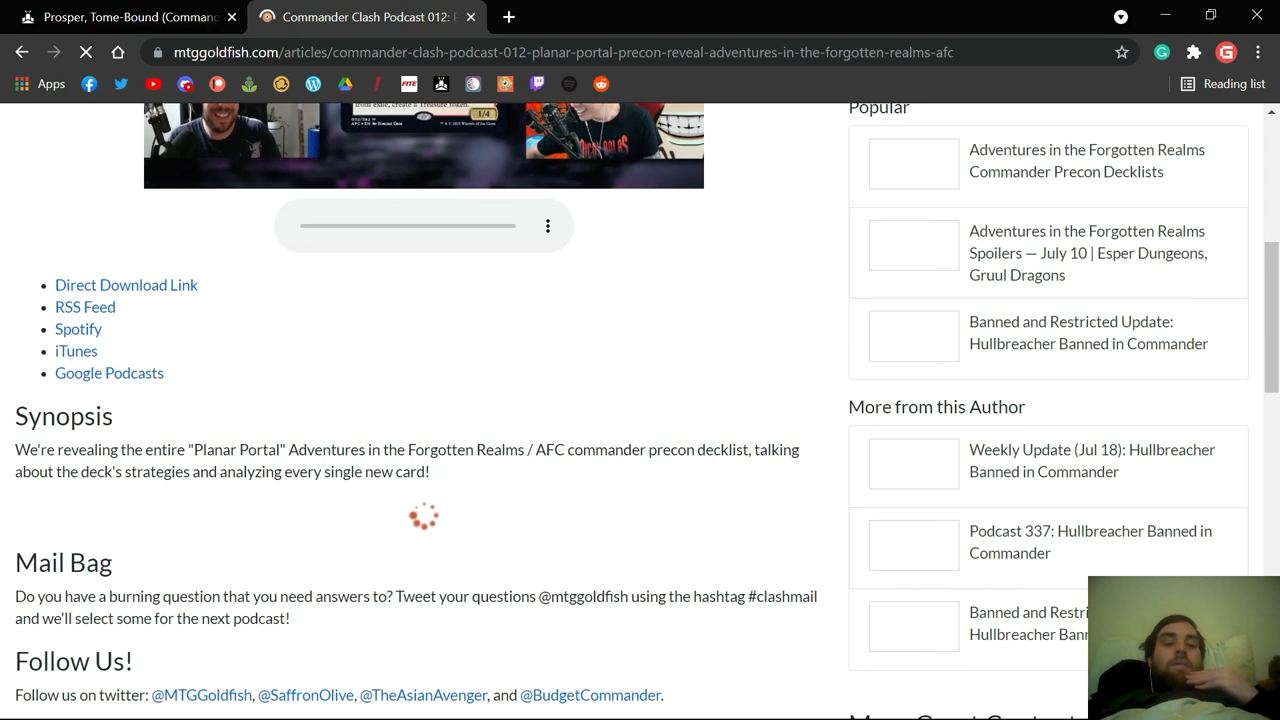 Prosper, Tome-Bound (Comman
Commander Clash Podcast 012:
mtggoldfish.com/articles/commander-clash-podcast-012-planar-portal-precon-reveal-adventures-in-the-forgotten-realms-afc
Apps
Reading list
from exile, create a Treasure token.
1/4
Direct Download Link
RSS Feed
Spotify
iTunes
Google Podcasts
Synopsis
We're revealing the entire "Planar Portal" Adventures in the Forgotten Realms / AFC commander precon decklist, talking
about the deck's strategies and analyzing every single new card!
Mail Bag
Do you have a burning question that you need answers to? Tweet your questions @mtggoldfish using the hashtag #clashmail
and we'll select some for the next podcast!
Follow Us!
Follow us on twitter: @MTGGoldfish, @SaffronOlive, @TheAsianAvenger, and @BudgetCommander.
Popular
Adventures in the Forgotten Realms
Commander Precon Decklists
Adventures in the Forgotten Realms
Spoilers — July 10 | Esper Dungeons,
Gruul Dragons
Banned and Restricted Update:
Hullbreacher Banned in Commander
More from this Author
Weekly Update (Jul 18): Hullbreacher
Banned in Commander
Podcast 337: Hullbreacher Banned in
Commander
Banned and Restri
Hullbreacher Bann